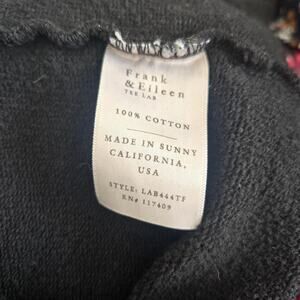 Frank
& Eileen
TEE LAB
100% COTTON
MADE IN SUNNY
CALIFORNIA,
USA
STYLE: LAB444TF
RN# 117409